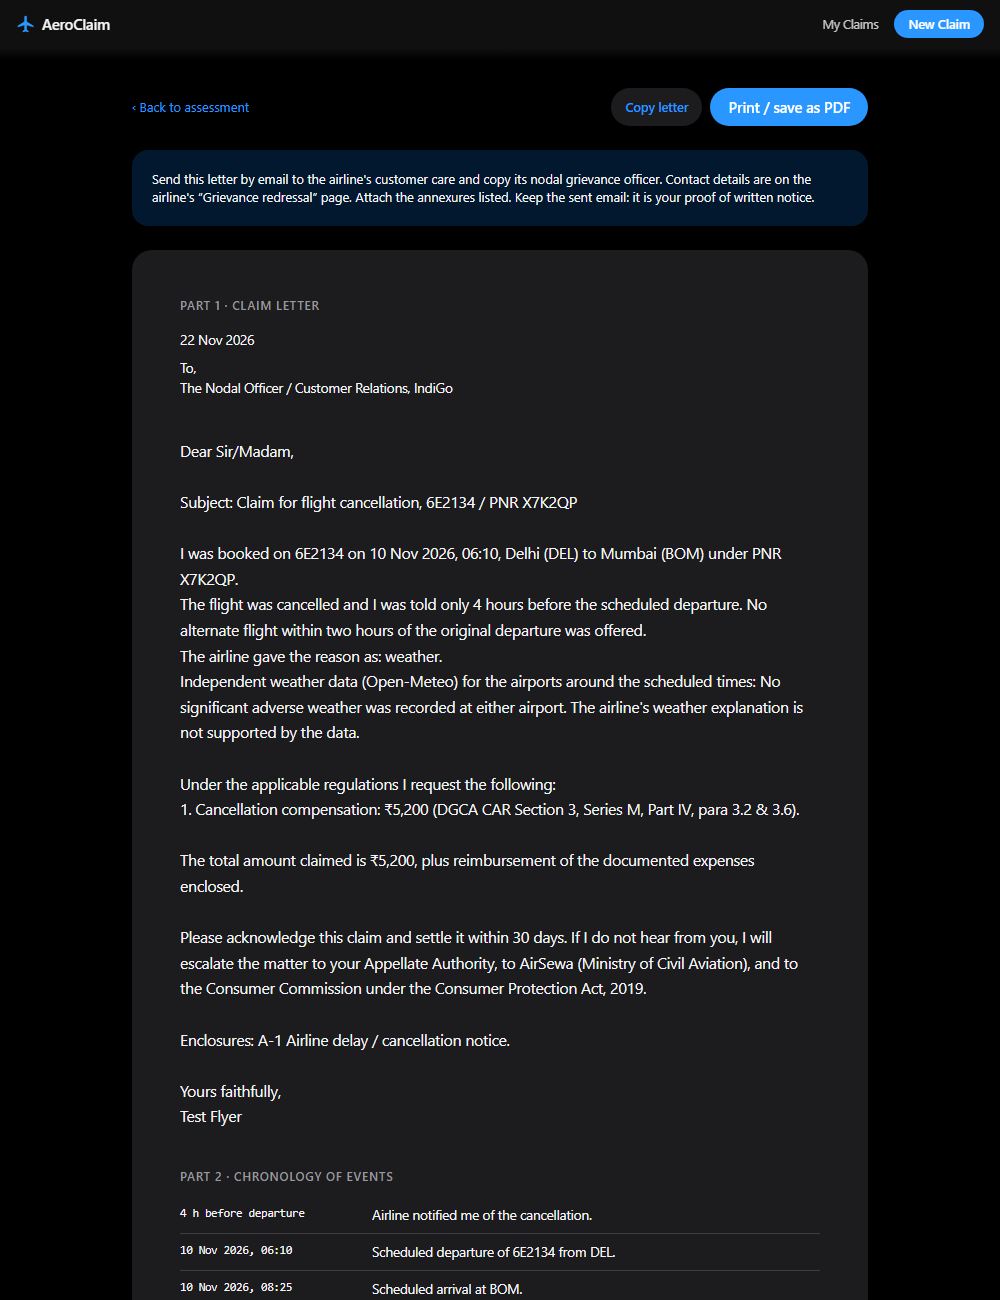 AeroClaim
My Claims
New Claim
‹ Back to assessment
Copy letter
Print / save as PDF
Send this letter by email to the airline's customer care and copy its nodal grievance officer. Contact details are on the
airline's “Grievance redressal” page. Attach the annexures listed. Keep the sent email: it is your proof of written notice.
PART 1 · CLAIM LETTER
22 Nov 2026
To,
The Nodal Officer / Customer Relations, IndiGo
Dear Sir/Madam,
Subject: Claim for flight cancellation, 6E2134 / PNR X7K2QP
I was booked on 6E2134 on 10 Nov 2026, 06:10, Delhi (DEL) to Mumbai (BOM) under PNR
X7K2QP.
The flight was cancelled and I was told only 4 hours before the scheduled departure. No
alternate flight within two hours of the original departure was offered.
The airline gave the reason as: weather.
Independent weather data (Open-Meteo) for the airports around the scheduled times: No
significant adverse weather was recorded at either airport. The airline's weather explanation is
not supported by the data.
Under the applicable regulations I request the following:
1. Cancellation compensation: ₹5,200 (DGCA CAR Section 3, Series M, Part IV, para 3.2 & 3.6).
The total amount claimed is ₹5,200, plus reimbursement of the documented expenses
enclosed.
Please acknowledge this claim and settle it within 30 days. If I do not hear from you, I will
escalate the matter to your Appellate Authority, to AirSewa (Ministry of Civil Aviation), and to
the Consumer Commission under the Consumer Protection Act, 2019.
Enclosures: A-1 Airline delay / cancellation notice.
Yours faithfully,
Test Flyer
PART 2 · CHRONOLOGY OF EVENTS
4 h before departure Airline notified me of the cancellation.
10 Nov 2026, 06:10 Scheduled departure of 6E2134 from DEL.
10 Nov 2026, 08:25 Scheduled arrival at BOM.